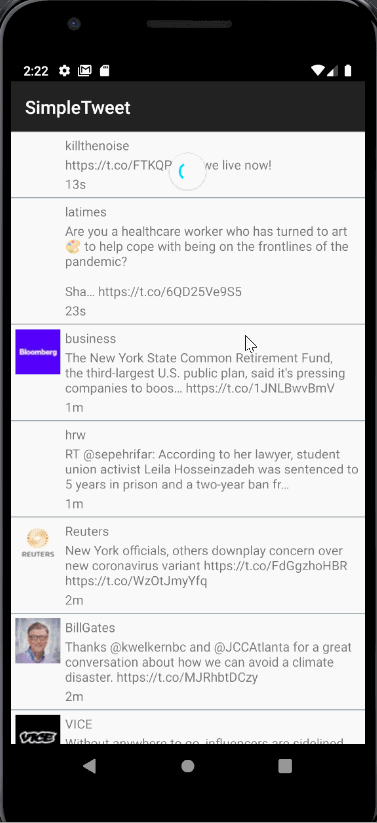 2:22
SimpleTweet
killthenoise
https://t.co/FTKQP we live now!
13s
latimes
Are you a healthcare worker who has turned to art
🎨 to help cope with being on the frontlines of the
pandemic?
Sha... https://t.co/6QD25Ve9S5
23s
Bloomberg
business
The New York State Common Retirement Fund,
the third-largest U.S. public plan, said it's pressing
companies to boos... https://t.co/1JNLBwvBmV
1m
hrw
RT @sepehrifar: According to her lawyer, student
union activist Leila Hosseinzadeh was sentenced to
5 years in prison and a two-year ban fr...
1m
REUTERS
Reuters
New York officials, others downplay concern over
new coronavirus variant https://t.co/FdGgzhoHBR
https://t.co/WzOtJmyYfq
2m
BillGates
Thanks @kwelkernbc and @JCCAtlanta for a great
conversation about how we can avoid a climate
disaster. https://t.co/MJRhbtDCzy
2m
VICE
VICE
Without anywhere to go, influencers are sidelined